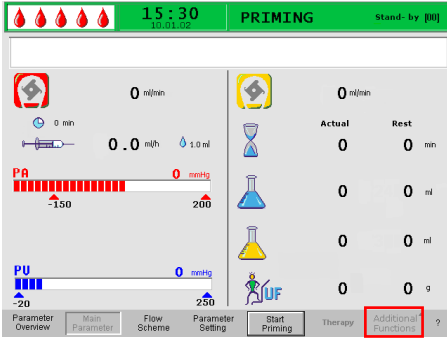 15:30
10.01.02
PRIMING
Stand- by [00]
0 ml/min
0 min
0.0 ml/h
1.0 ml
PA 0 mmHg
-150 200
PV 0 mmHg
-20 250
0 ml/min
Actual Rest
0 0 min
0 0 ml
0 0 ml
UF 0 0 g
Parameter Overview
Main Parameter
Flow Scheme
Parameter Setting
Start Priming
Therapy
Additional Functions
?